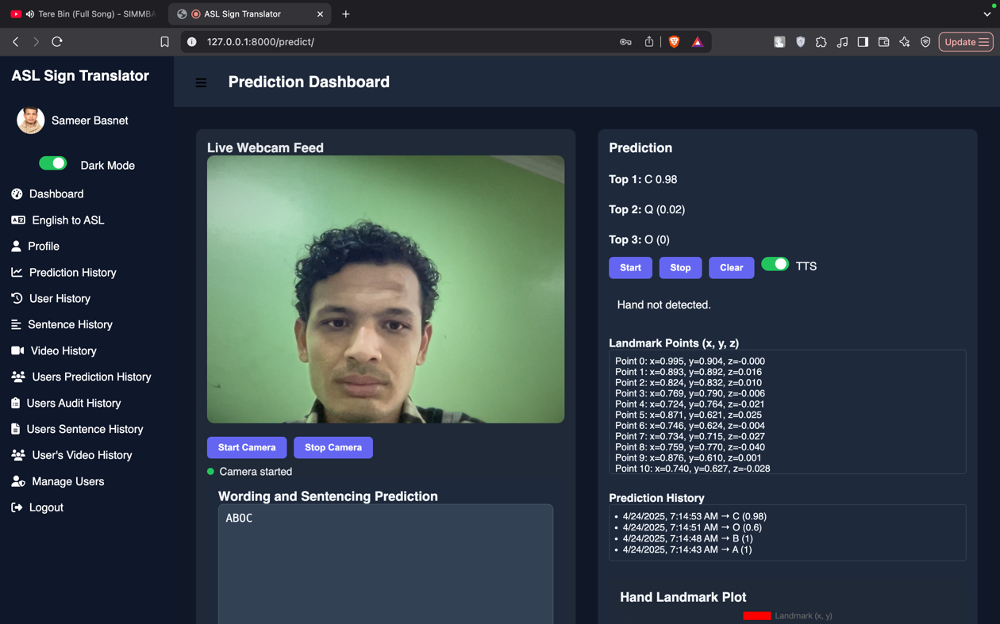 Tere Bin (Full Song) - SIMMBA
ASL Sign Translator
127.0.0.1:8000/predict/
Update
ASL Sign Translator
Sameer Basnet
Dark Mode
Dashboard
English to ASL
Profile
Prediction History
User History
Sentence History
Video History
Users Prediction History
Users Audit History
Users Sentence History
User's Video History
Manage Users
Logout
Prediction Dashboard
Live Webcam Feed
Start Camera Stop Camera
Camera started
Wording and Sentencing Prediction
ABOC
Prediction
Top 1: C 0.98
Top 2: Q (0.02)
Top 3: O (0)
Start Stop Clear TTS
Hand not detected.
Landmark Points (x, y, z)
Point 0: x=0.995, y=0.904, z=-0.000
Point 1: x=0.893, y=0.892, z=0.016
Point 2: x=0.824, y=0.832, z=0.010
Point 3: x=0.769, y=0.790, z=-0.006
Point 4: x=0.724, y=0.764, z=-0.021
Point 5: x=0.871, y=0.621, z=0.025
Point 6: x=0.746, y=0.624, z=-0.004
Point 7: x=0.734, y=0.715, z=-0.027
Point 8: x=0.759, y=0.770, z=-0.040
Point 9: x=0.876, y=0.610, z=0.001
Point 10: x=0.740, y=0.627, z=-0.028
Prediction History
• 4/24/2025, 7:14:53 AM → C (0.98)
• 4/24/2025, 7:14:51 AM → O (0.6)
• 4/24/2025, 7:14:48 AM → B (1)
• 4/24/2025, 7:14:43 AM → A (1)
Hand Landmark Plot
Landmark (x, y)